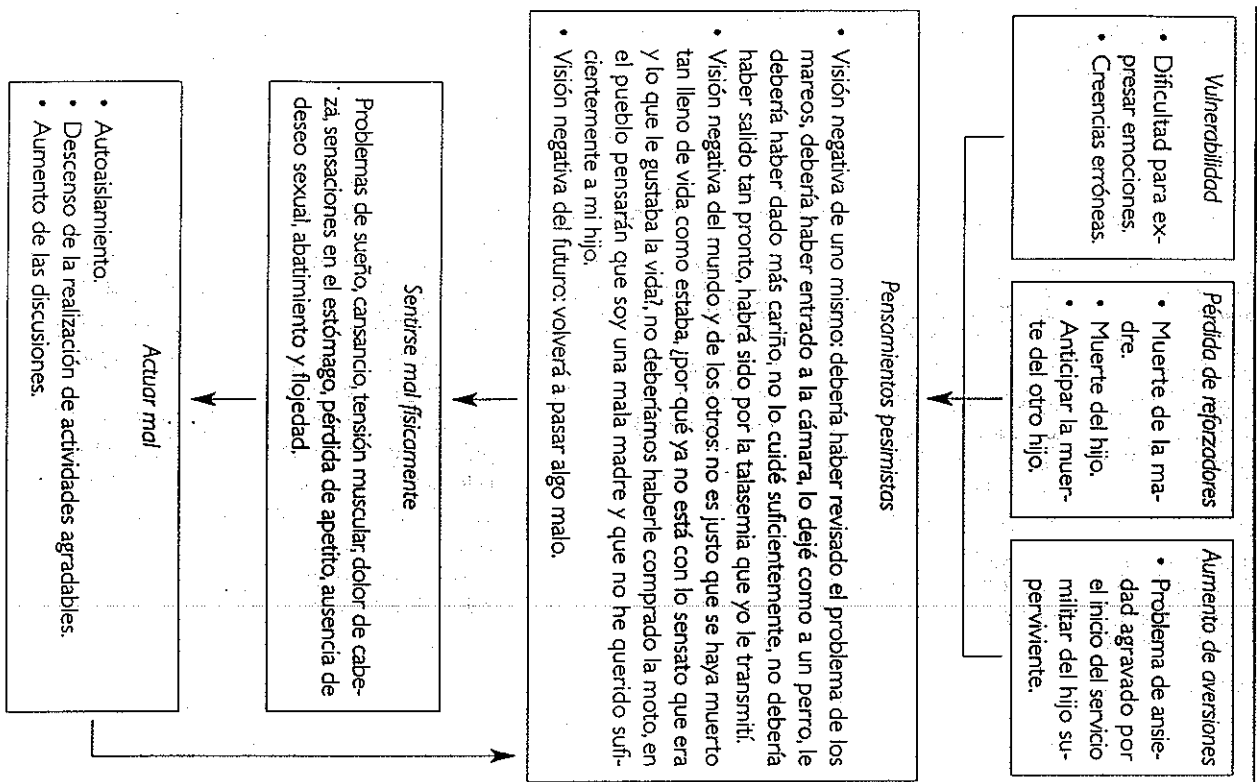 Vulnerabilidad
• Dificultad para ex-
presar emociones.
• Creencias erróneas.
Pérdida de reforzadores
• Muerte de la ma-
dre.
• Muerte del hijo.
• Anticipar la muer-
te del otro hijo.
Aumento de aversiones
• Problema de ansie-
dad agravado por
el inicio del servicio
militar del hijo su-
perviviente.
Pensamientos pesimistas
• Visión negativa de uno mismo: debería haber revisado el problema de los
mareos, debería haber entrado a la cámara, lo dejé como a un perro, le
debería haber dado más cariño, no lo cuidé suficientemente, no debería
haber salido tan pronto, habrá sido por la talasemia que yo le transmití.
• Visión negativa del mundo y de los otros: no es justo que se haya muerto
tan lleno de vida como estaba, ¿por qué ya no está con lo sensato que era
y lo que le gustaba la vida?, no deberíamos haberle comprado la moto, en
el pueblo pensarán que soy una mala madre y que no he querido sufi-
cientemente a mi hijo.
• Visión negativa del futuro: volverá a pasar algo malo.
Sentirse mal físicamente
Problemas de sueño, cansancio, tensión muscular, dolor de cabe-
za, sensaciones en el estómago, pérdida de apetito, ausencia de
deseo sexual, abatimiento y flojedad.
Actuar mal
• Autoaislamiento.
• Descenso de la realización de actividades agradables.
• Aumento de las discusiones.